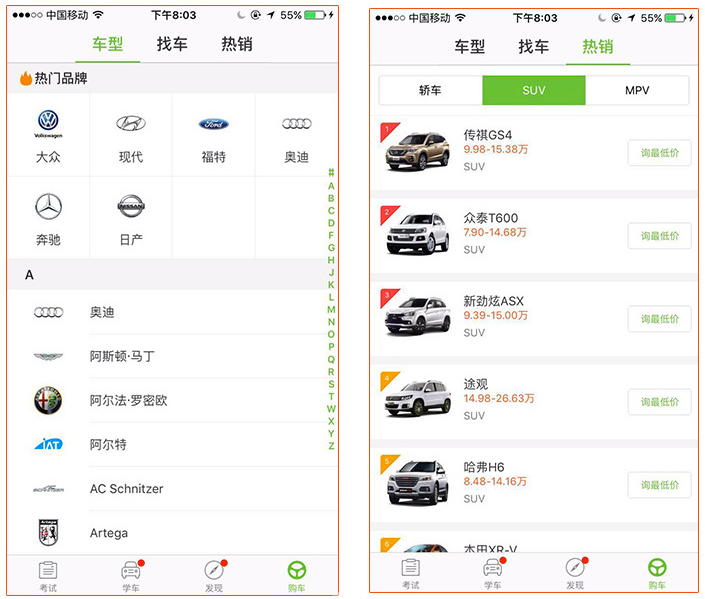 中国移动 下午8:03 55%
车型 找车 热销
热门品牌
大众 现代 福特 奥迪
奔驰 日产
#
A
B
C
D
F
G
H
J
K
L
M
N
O
P
Q
R
S
T
W
X
Y
Z
A
奥迪
阿斯顿·马丁
阿尔法·罗密欧
阿尔特
AC Schnitzer
Artega
考试 学车 发现 购车
中国移动 下午8:03 55%
车型 找车 热销
轿车 SUV MPV
1
传祺GS4
9.98-15.38万
SUV
询最低价
2
众泰T600
7.90-14.68万
SUV
询最低价
3
新劲炫ASX
9.39-15.00万
SUV
询最低价
4
途观
14.98-26.63万
SUV
询最低价
5
哈弗H6
8.48-14.16万
SUV
询最低价
6
本田XR-V
考试 学车 发现 购车